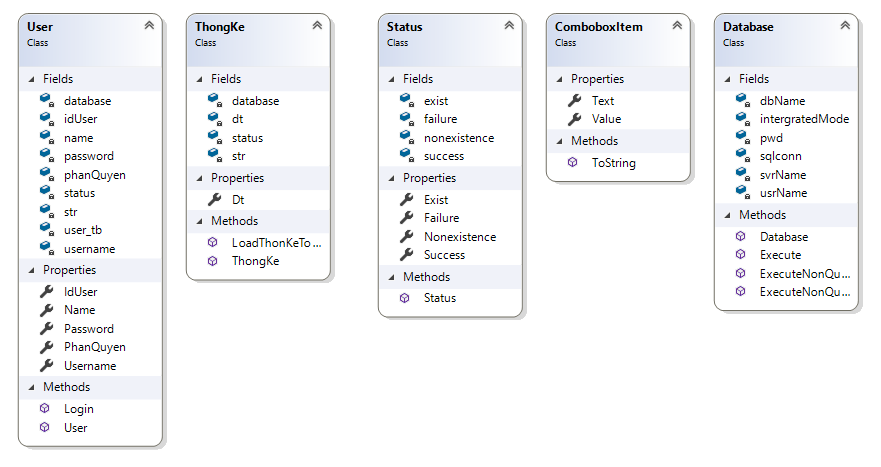 User
Class
Fields
database
idUser
name
password
phanQuyen
status
str
user_tb
username
Properties
IdUser
Name
Password
PhanQuyen
Username
Methods
Login
User
ThongKe
Class
Fields
database
dt
status
str
Properties
Dt
Methods
LoadThonKeTo...
ThongKe
Status
Class
Fields
exist
failure
nonexistence
success
Properties
Exist
Failure
Nonexistence
Success
Methods
Status
ComboboxItem
Class
Properties
Text
Value
Methods
ToString
Database
Class
Fields
dbName
intergratedMode
pwd
sqlconn
svrName
usrName
Methods
Database
Execute
ExecuteNonQu...
ExecuteNonQu...